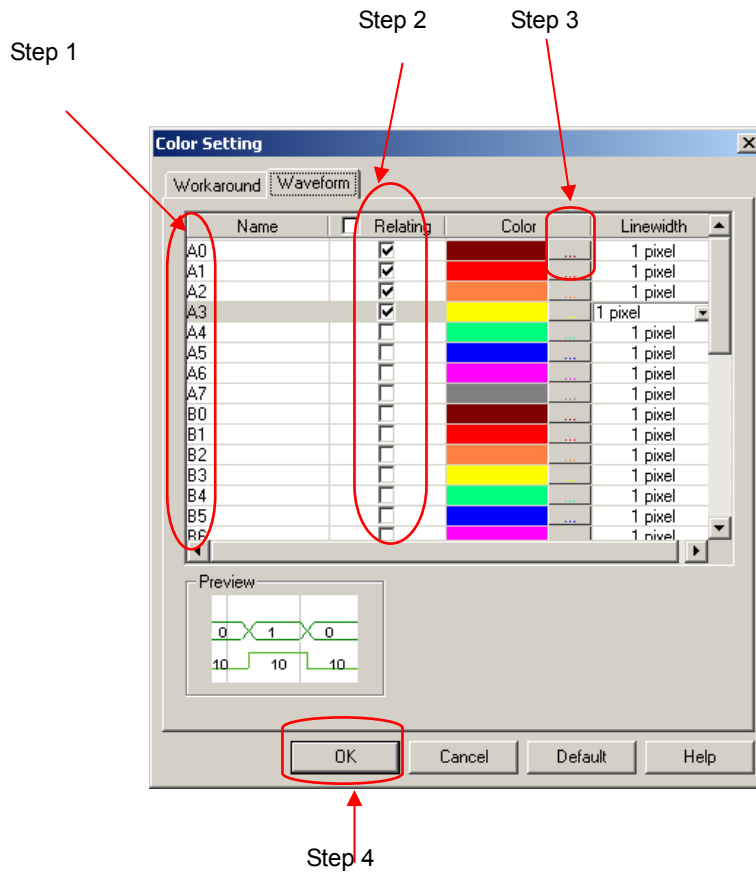 Step 1
Step 2
Step 3
Color Setting
Workaround Waveform
Name Relating Color Linewidth
A0 ... 1 pixel
A1 ... 1 pixel
A2 ... 1 pixel
A3 ... 1 pixel
A4 ... 1 pixel
A5 ... 1 pixel
A6 ... 1 pixel
A7 ... 1 pixel
B0 ... 1 pixel
B1 ... 1 pixel
B2 ... 1 pixel
B3 ... 1 pixel
B4 ... 1 pixel
B5 ... 1 pixel
B6 1 pixel
Preview
0 1 0
10 10 10
OK Cancel Default Help
Step 4